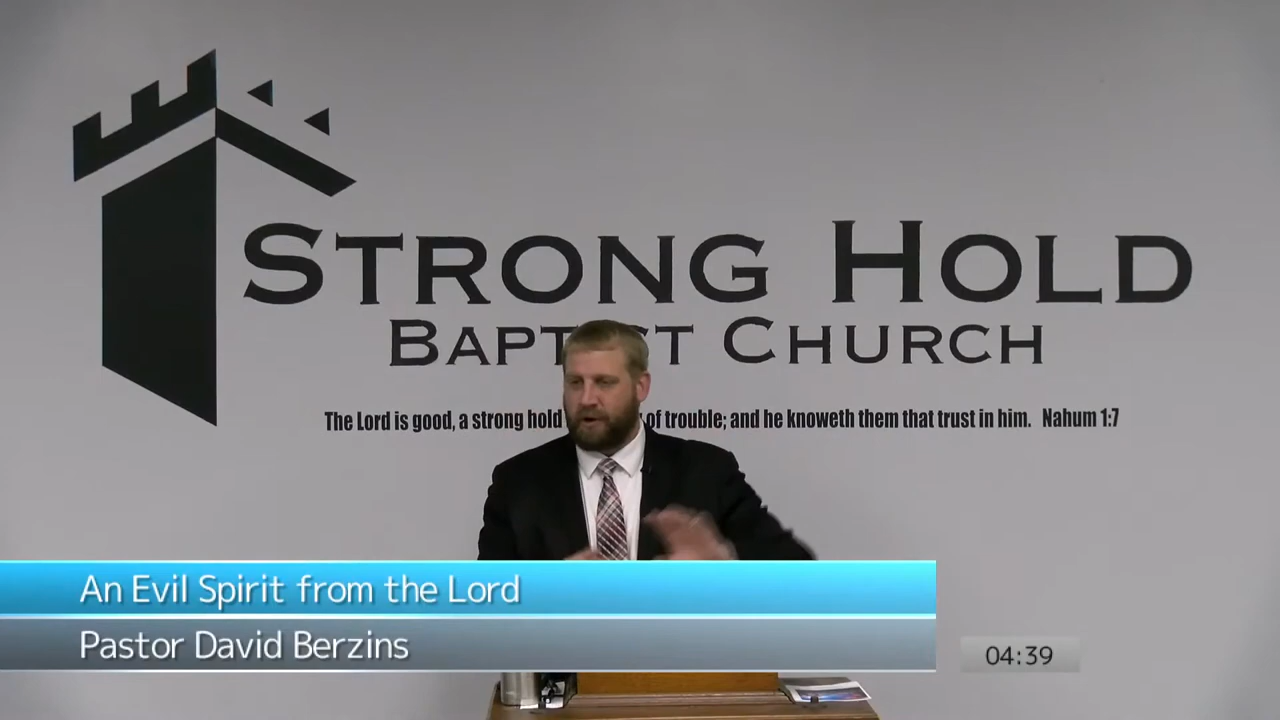 STRONG HOLD
BAPT T CHURCH
The Lord is good, a strong hold of trouble; and he knoweth them that trust in him. Nahum 1:7
An Evil Spirit from the Lord
Pastor David Berzins
04:39